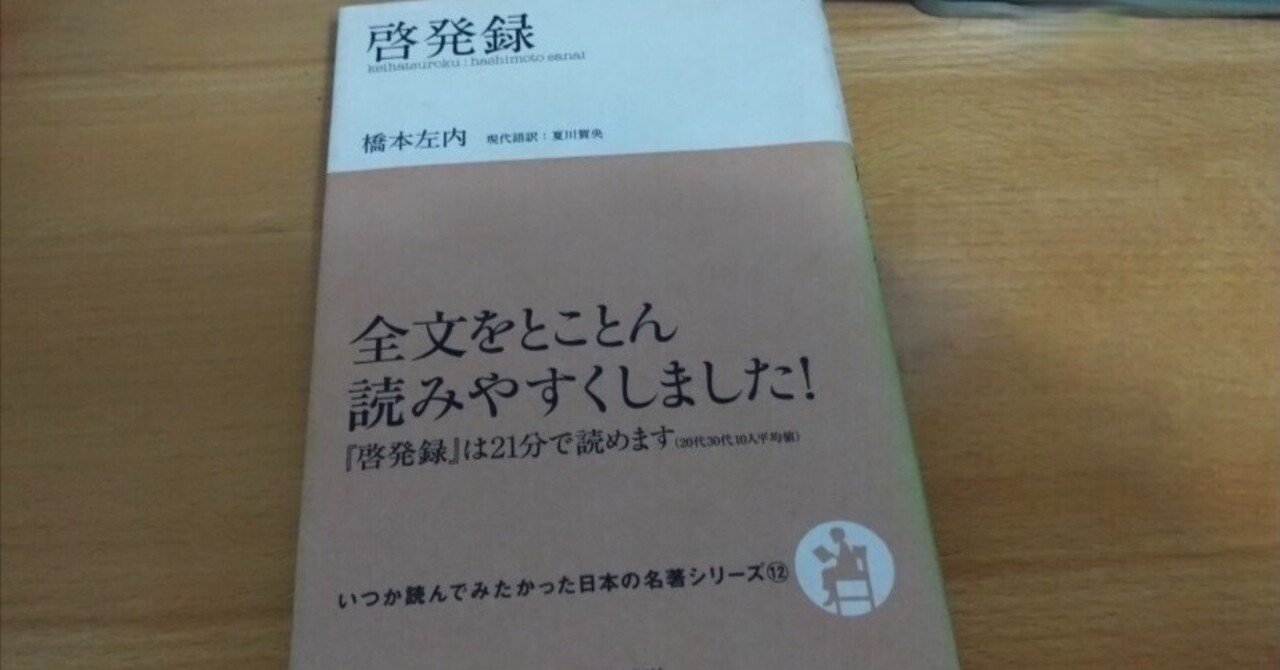 啓発録
keihatsuroku : hashimoto sanai
橋本左内 現代語訳：夏川賀央
全文をとことん
読みやすくしました！
『啓発録』は21分で読めます(20代30代10人平均値)
いつか読んでみたかった日本の名著シリーズ⑫